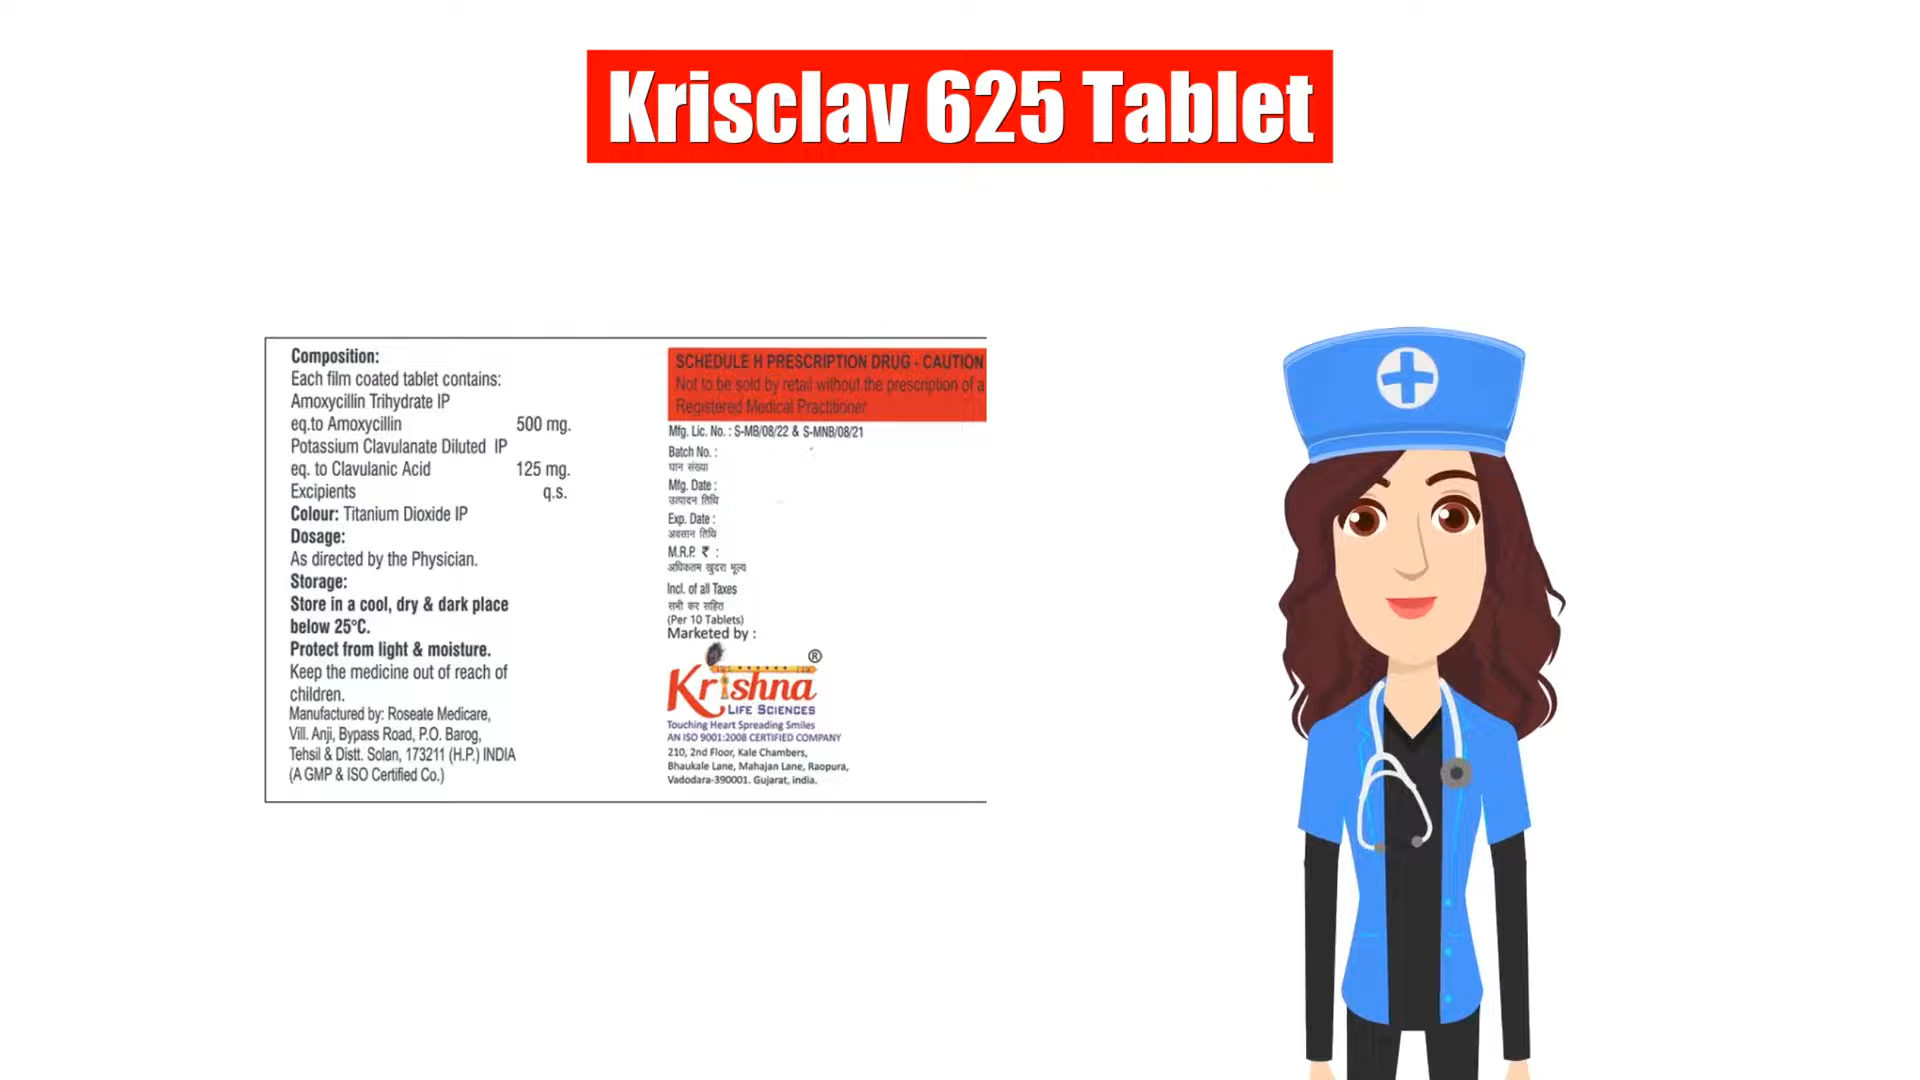 Krisclav 625 Tablet
Composition:
Each film coated tablet contains:
Amoxycillin Trihydrate IP
eq.to Amoxycillin 500 mg.
Potassium Clavulanate Diluted IP
eq. to Clavulanic Acid 125 mg.
Excipients q.s.
Colour: Titanium Dioxide IP
Dosage:
As directed by the Physician.
Storage:
Store in a cool, dry & dark place
below 25°C.
Protect from light & moisture.
Keep the medicine out of reach of
children.
Manufactured by: Roseate Medicare,
Vill. Anji, Bypass Road, P.O. Barog,
Tehsil & Distt. Solan, 173211 (H.P.) INDIA
(A GMP & ISO Certified Co.)
SCHEDULE H PRESCRIPTION DRUG - CAUTION
Not to be sold by retail without the prescription of a
Registered Medical Practitioner
Mfg. Lic. No. : S-MB/08/22 & S-MNB/08/21
Batch No. :
घान संख्या
Mfg. Date :
उत्पादन तिथि
Exp. Date :
अवसान तिथि
M.R.P. ₹ :
अधिकतम खुदरा मूल्य
Incl. of all Taxes
सभी कर सहित
(Per 10 Tablets)
Marketed by :
Krishna ®
LIFE SCIENCES
Touching Heart Spreading Smiles
AN ISO 9001:2008 CERTIFIED COMPANY
210, 2nd Floor, Kale Chambers,
Bhaukale Lane, Mahajan Lane, Raopura,
Vadodara-390001. Gujarat, india.